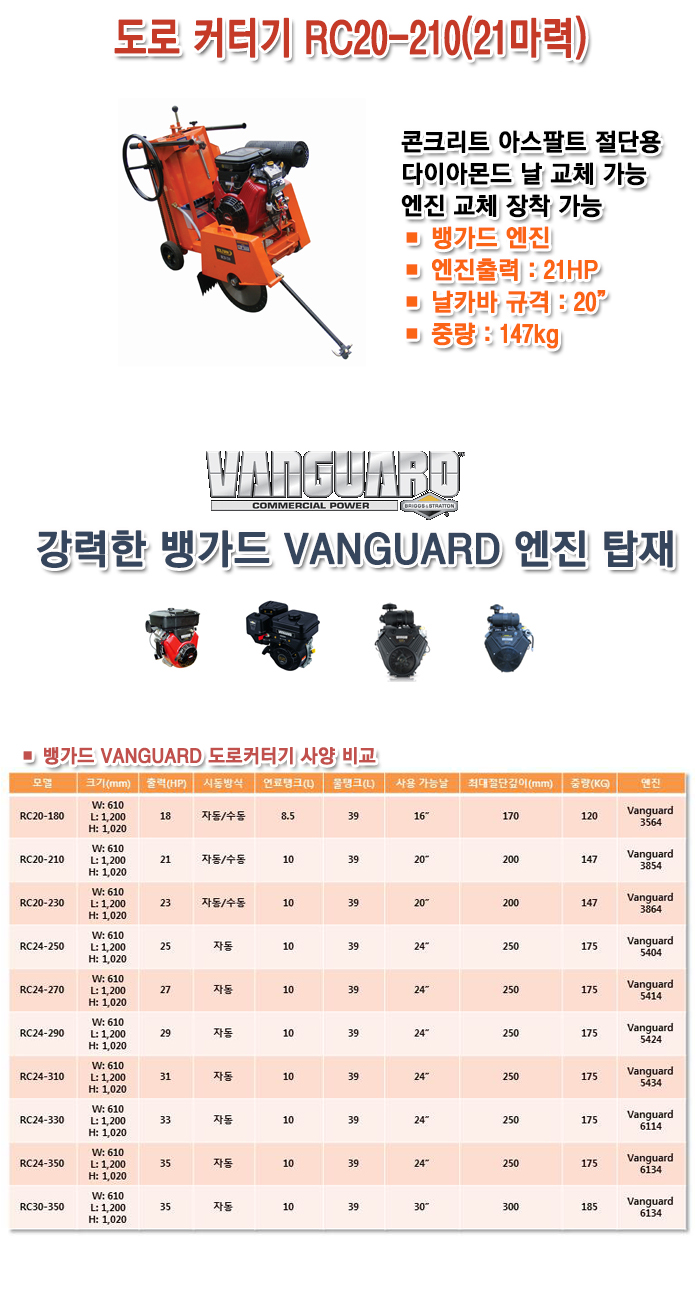 도로 커터기 RC20-210(21마력)
콘크리트 아스팔트 절단용
다이아몬드 날 교체 가능
엔진 교체 장착 가능
■ 뱅가드 엔진
■ 엔진출력 : 21HP
■ 날카바 규격 : 20”
■ 중량 : 147kg
VANGUARD
COMMERCIAL POWER
BRIGGS&STRATTON
강력한 뱅가드 VANGUARD 엔진 탑재
■ 뱅가드 VANGUARD 도로커터기 사양 비교
모델 크기(mm) 출력(HP) 시동방식 연료탱크(L) 물탱크(L) 사용 가능날 최대절단깊이(mm) 중량(KG) 엔진
RC20-180 W: 610 L: 1,200 H: 1,020 18 자동/수동 8.5 39 16” 170 120 Vanguard 3564
RC20-210 W: 610 L: 1,200 H: 1,020 21 자동/수동 10 39 20” 200 147 Vanguard 3854
RC20-230 W: 610 L: 1,200 H: 1,020 23 자동/수동 10 39 20” 200 147 Vanguard 3864
RC24-250 W: 610 L: 1,200 H: 1,020 25 자동 10 39 24” 250 175 Vanguard 5404
RC24-270 W: 610 L: 1,200 H: 1,020 27 자동 10 39 24” 250 175 Vanguard 5414
RC24-290 W: 610 L: 1,200 H: 1,020 29 자동 10 39 24” 250 175 Vanguard 5424
RC24-310 W: 610 L: 1,200 H: 1,020 31 자동 10 39 24” 250 175 Vanguard 5434
RC24-330 W: 610 L: 1,200 H: 1,020 33 자동 10 39 24” 250 175 Vanguard 6114
RC24-350 W: 610 L: 1,200 H: 1,020 35 자동 10 39 24” 250 175 Vanguard 6134
RC30-350 W: 610 L: 1,200 H: 1,020 35 자동 10 39 30” 300 185 Vanguard 6134